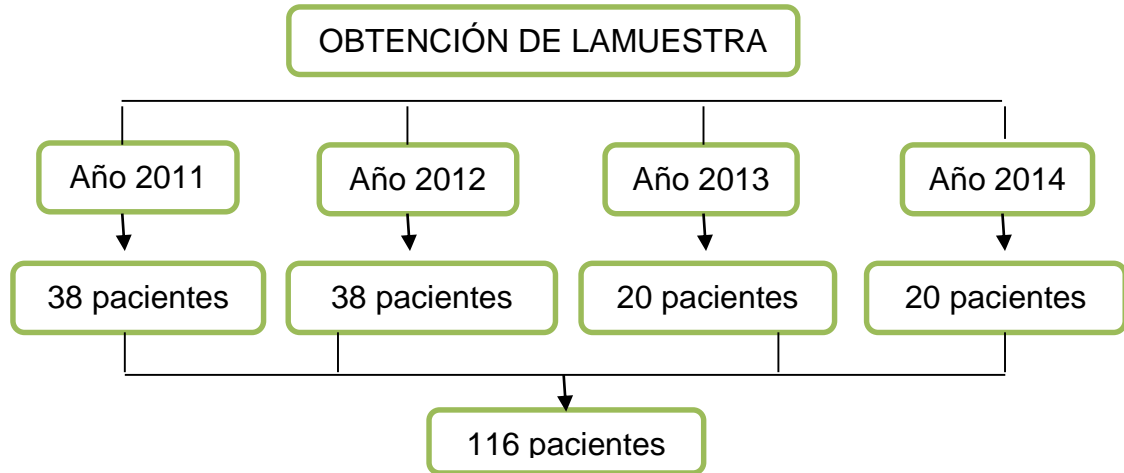 OBTENCIÓN DE LAMUESTRA
Año 2011
Año 2012
Año 2013
Año 2014
38 pacientes
38 pacientes
20 pacientes
20 pacientes
116 pacientes